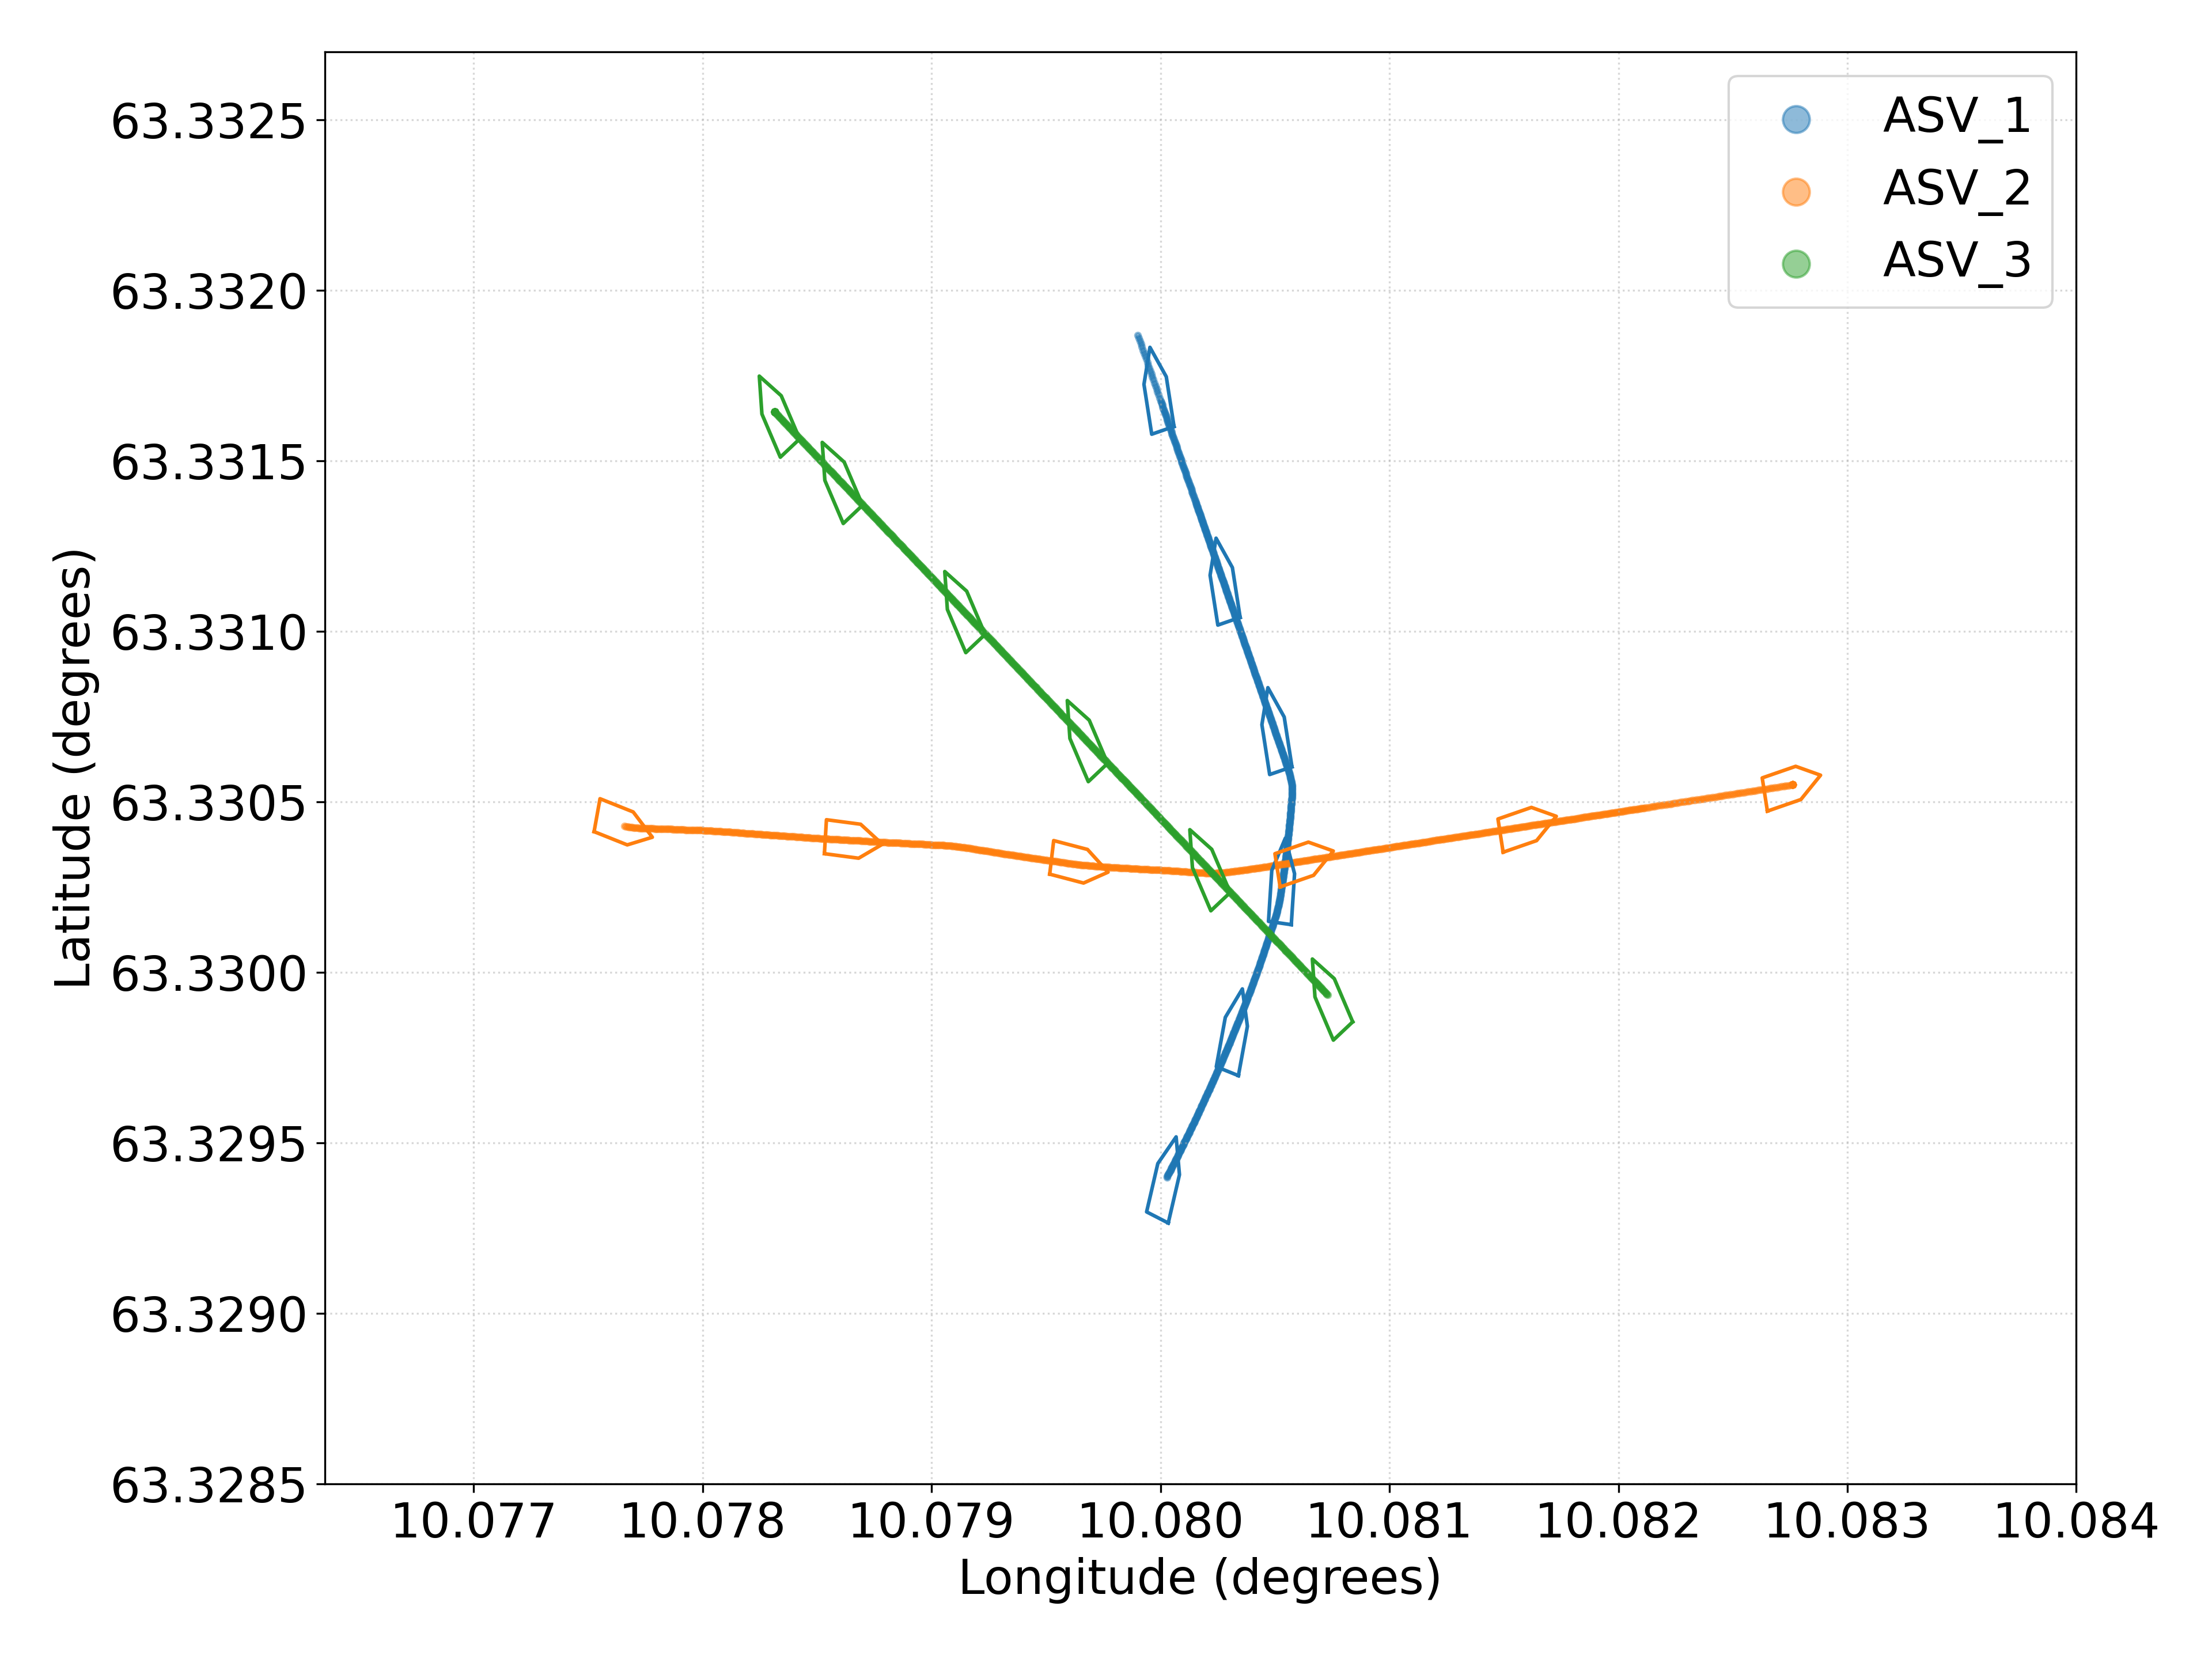 63.3325
63.3320
63.3315
63.3310
63.3305
63.3300
63.3295
63.3290
63.3285
Latitude (degrees)
10.077 10.078 10.079 10.080 10.081 10.082 10.083 10.084
Longitude (degrees)
ASV_1
ASV_2
ASV_3